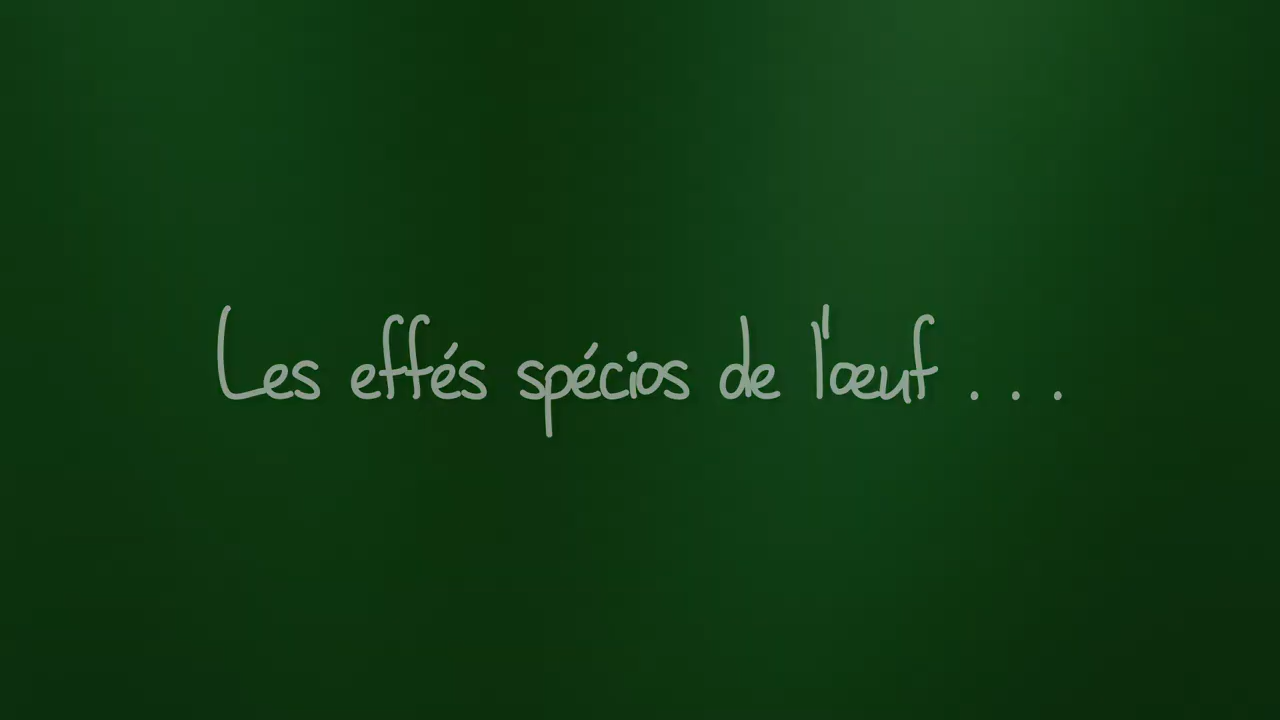 Les effés spécios de l'œuf . . .